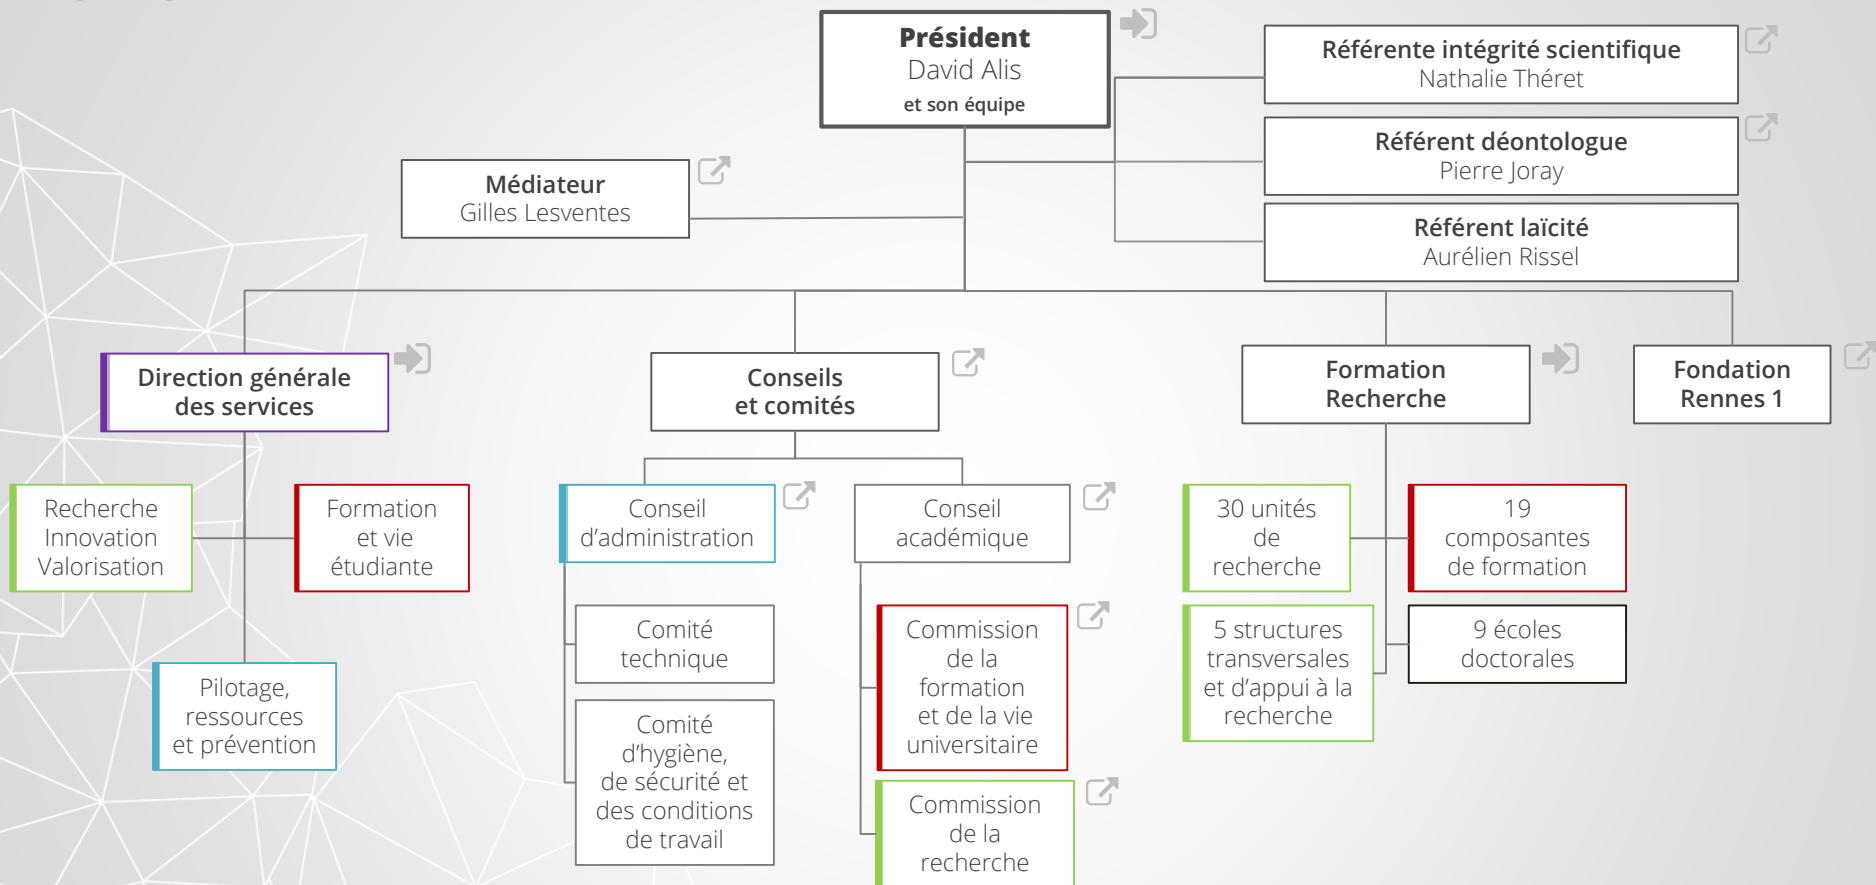 Président
David Alis
et son équipe
Référente intégrité scientifique
Nathalie Théret
Référent déontologue
Pierre Joray
Référent laïcité
Aurélien Rissel
Médiateur
Gilles Lesventes
Direction générale
des services
Conseils
et comités
Formation
Recherche
Fondation
Rennes 1
Recherche
Innovation
Valorisation
Formation
et vie
étudiante
Pilotage,
ressources
et prévention
Conseil
d’administration
Comité
technique
Comité
d’hygiène,
de sécurité et
des conditions
de travail
Conseil
académique
Commission
de la
formation
et de la vie
universitaire
Commission
de la
recherche
30 unités
de
recherche
19
composantes
de formation
5 structures
transversales
et d’appui à la
recherche
9 écoles
doctorales